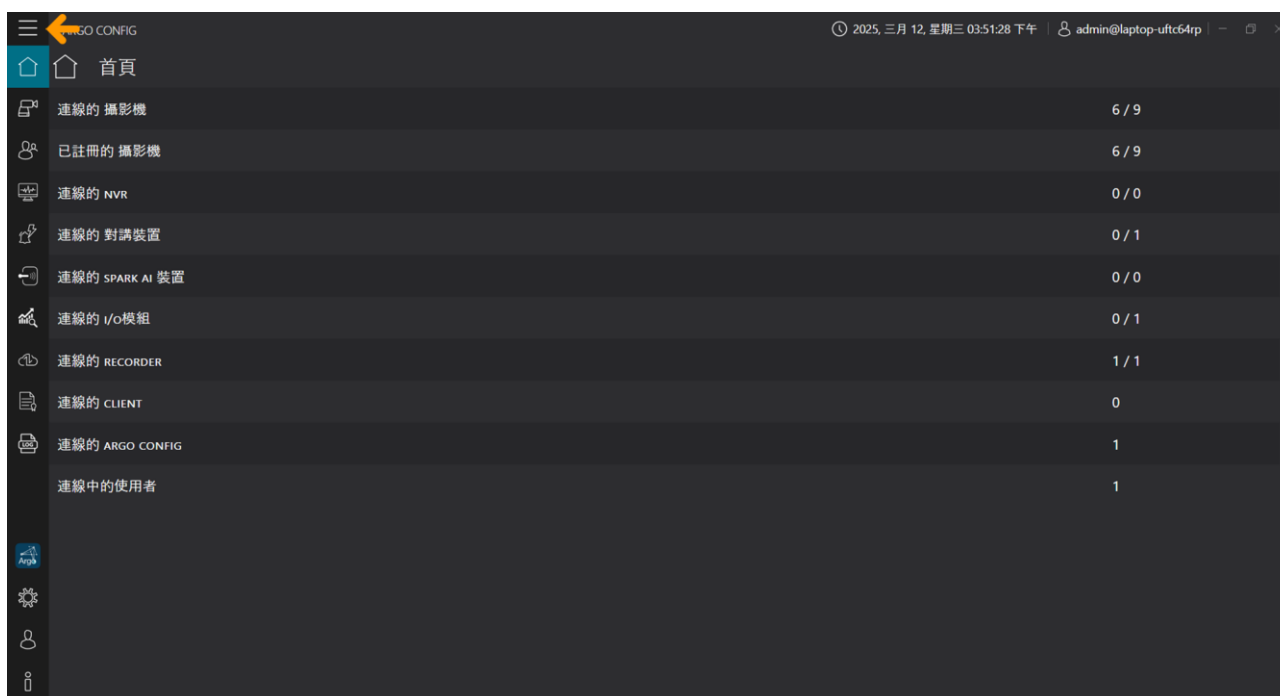 ARGO CONFIG 2025, 三月 12, 星期三 03:51:28 下午 admin@laptop-uftc64rp
首頁
連線的 攝影機 6 / 9
已註冊的 攝影機 6 / 9
連線的 NVR 0 / 0
連線的 對講裝置 0 / 1
連線的 SPARK AI 裝置 0 / 0
連線的 I/O模組 0 / 1
連線的 RECORDER 1 / 1
連線的 CLIENT 0
LOG 連線的 ARGO CONFIG 1
連線中的使用者 1
Argo